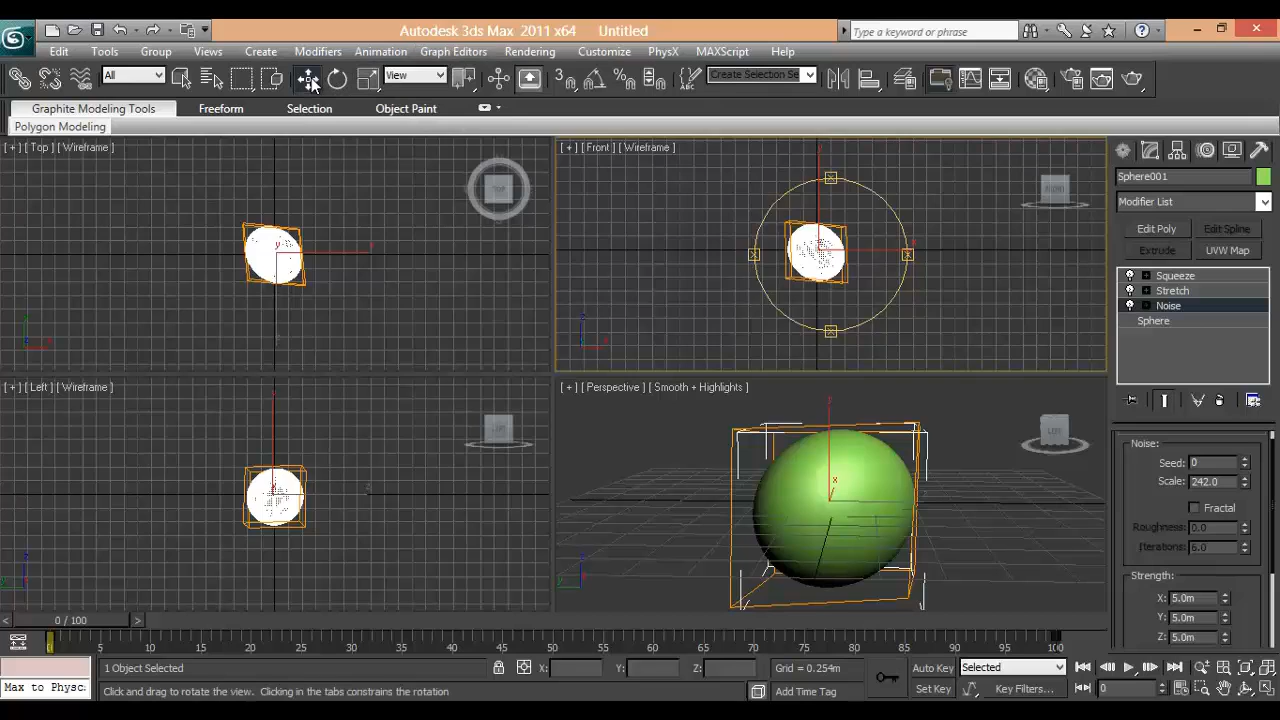 Autodesk 3ds Max 2011 x64 Untitled
Type a keyword or phrase
Edit Tools Group Views Create Modifiers Animation Graph Editors Rendering Customize PhysX MAXScript Help
All
View
Create Selection Se
Graphite Modeling Tools Freeform Selection Object Paint
Polygon Modeling
[ + ] [ Top ] [ Wireframe ]
[ + ] [ Front ] [ Wireframe ]
TOP
FRONT
Sphere001
Modifier List
Edit Poly Edit Spline
Extrude UVW Map
Squeeze
Stretch
Noise
Sphere
[ + ] [ Left ] [ Wireframe ]
[ + ] [ Perspective ] [ Smooth + Highlights ]
LEFT
LEFT
Noise:
Seed: 0
Scale: 242.0
Fractal
Roughness: 0.0
Iterations: 6.0
Strength:
X: 5.0m
Y: 5.0m
Z: 5.0m
0 / 100
0 5 10 15 20 25 30 35 40 45 50 55 60 65 70 75 80 85 90 95 100
1 Object Selected X: Y: Z: Grid = 0.254m Auto Key Selected
Max to Physc
Click and drag to rotate the view. Clicking in the tabs constrains the rotation
Add Time Tag Set Key Key Filters... 0